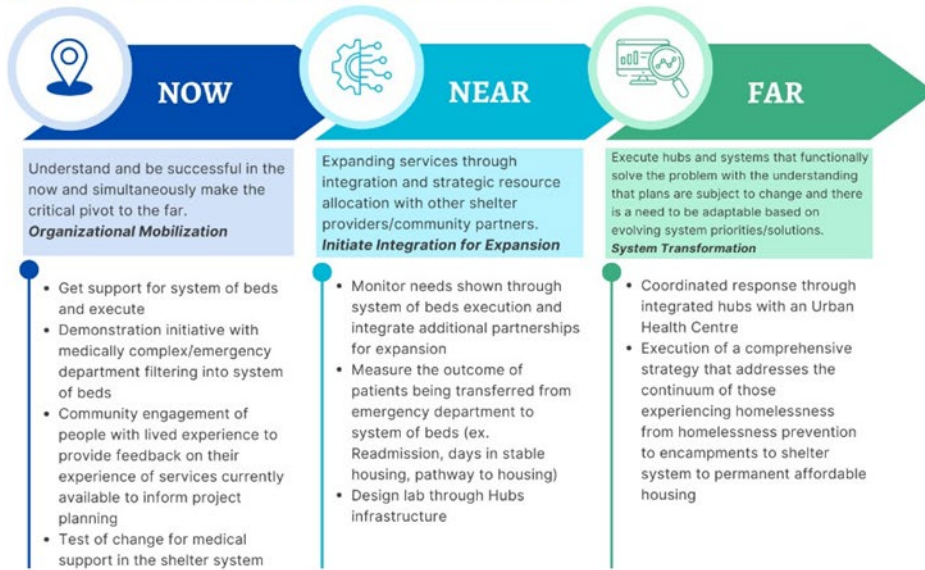 NOW
Understand and be successful in the
now and simultaneously make the
critical pivot to the far.
Organizational Mobilization
• Get support for system of beds
and execute
• Demonstration initiative with
medically complex/emergency
department filtering into system
of beds
• Community engagement of
people with lived experience to
provide feedback on their
experience of services currently
available to inform project
planning
• Test of change for medical
support in the shelter system
NEAR
Expanding services through
integration and strategic resource
allocation with other shelter
providers/community partners.
Initiate Integration for Expansion
• Monitor needs shown through
system of beds execution and
integrate additional partnerships
for expansion
• Measure the outcome of
patients being transferred from
emergency department to
system of beds (ex.
Readmission, days in stable
housing, pathway to housing)
• Design lab through Hubs
infrastructure
FAR
Execute hubs and systems that functionally
solve the problem with the understanding
that plans are subject to change and there
is a need to be adaptable based on
evolving system priorities/solutions.
System Transformation
• Coordinated response through
integrated hubs with an Urban
Health Centre
• Execution of a comprehensive
strategy that addresses the
continuum of those
experiencing homelessness
from homelessness prevention
to encampments to shelter
system to permanent affordable
housing